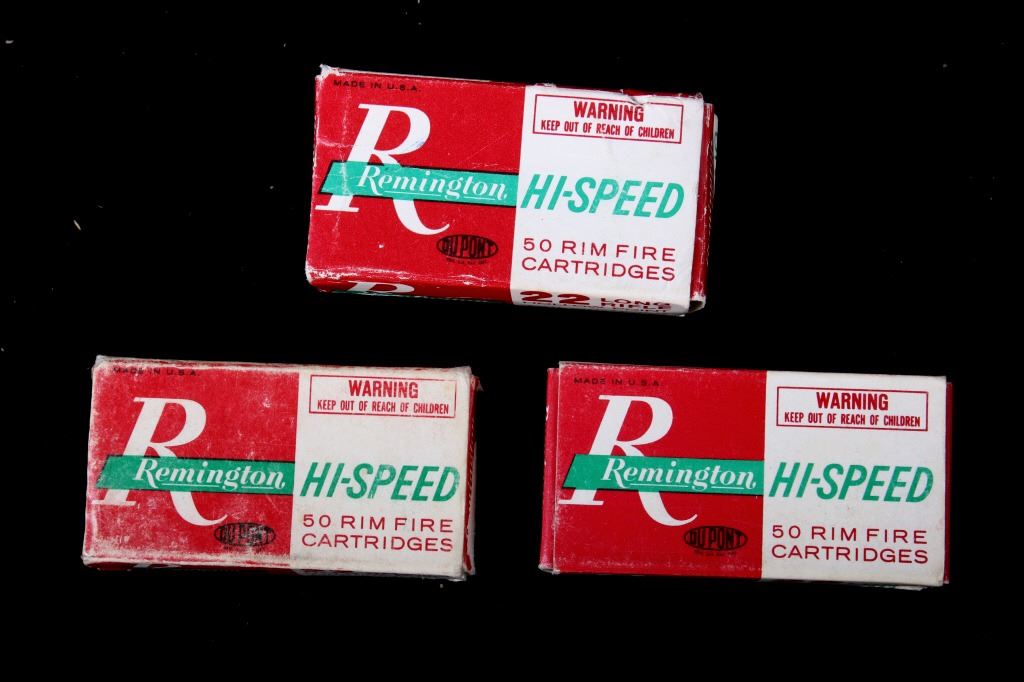 MADE IN U.S.A.
R
Remington
DU PONT
WARNING
KEEP OUT OF REACH OF CHILDREN
HI-SPEED
50 RIM FIRE
CARTRIDGES
R
22 LONG
RIFLE
MADE IN U.S.A.
R
Remington
DU PONT
WARNING
KEEP OUT OF REACH OF CHILDREN
HI-SPEED
50 RIM FIRE
CARTRIDGES
MADE IN U.S.A.
R
Remington
DU PONT
WARNING
KEEP OUT OF REACH OF CHILDREN
HI-SPEED
50 RIM FIRE
CARTRIDGES